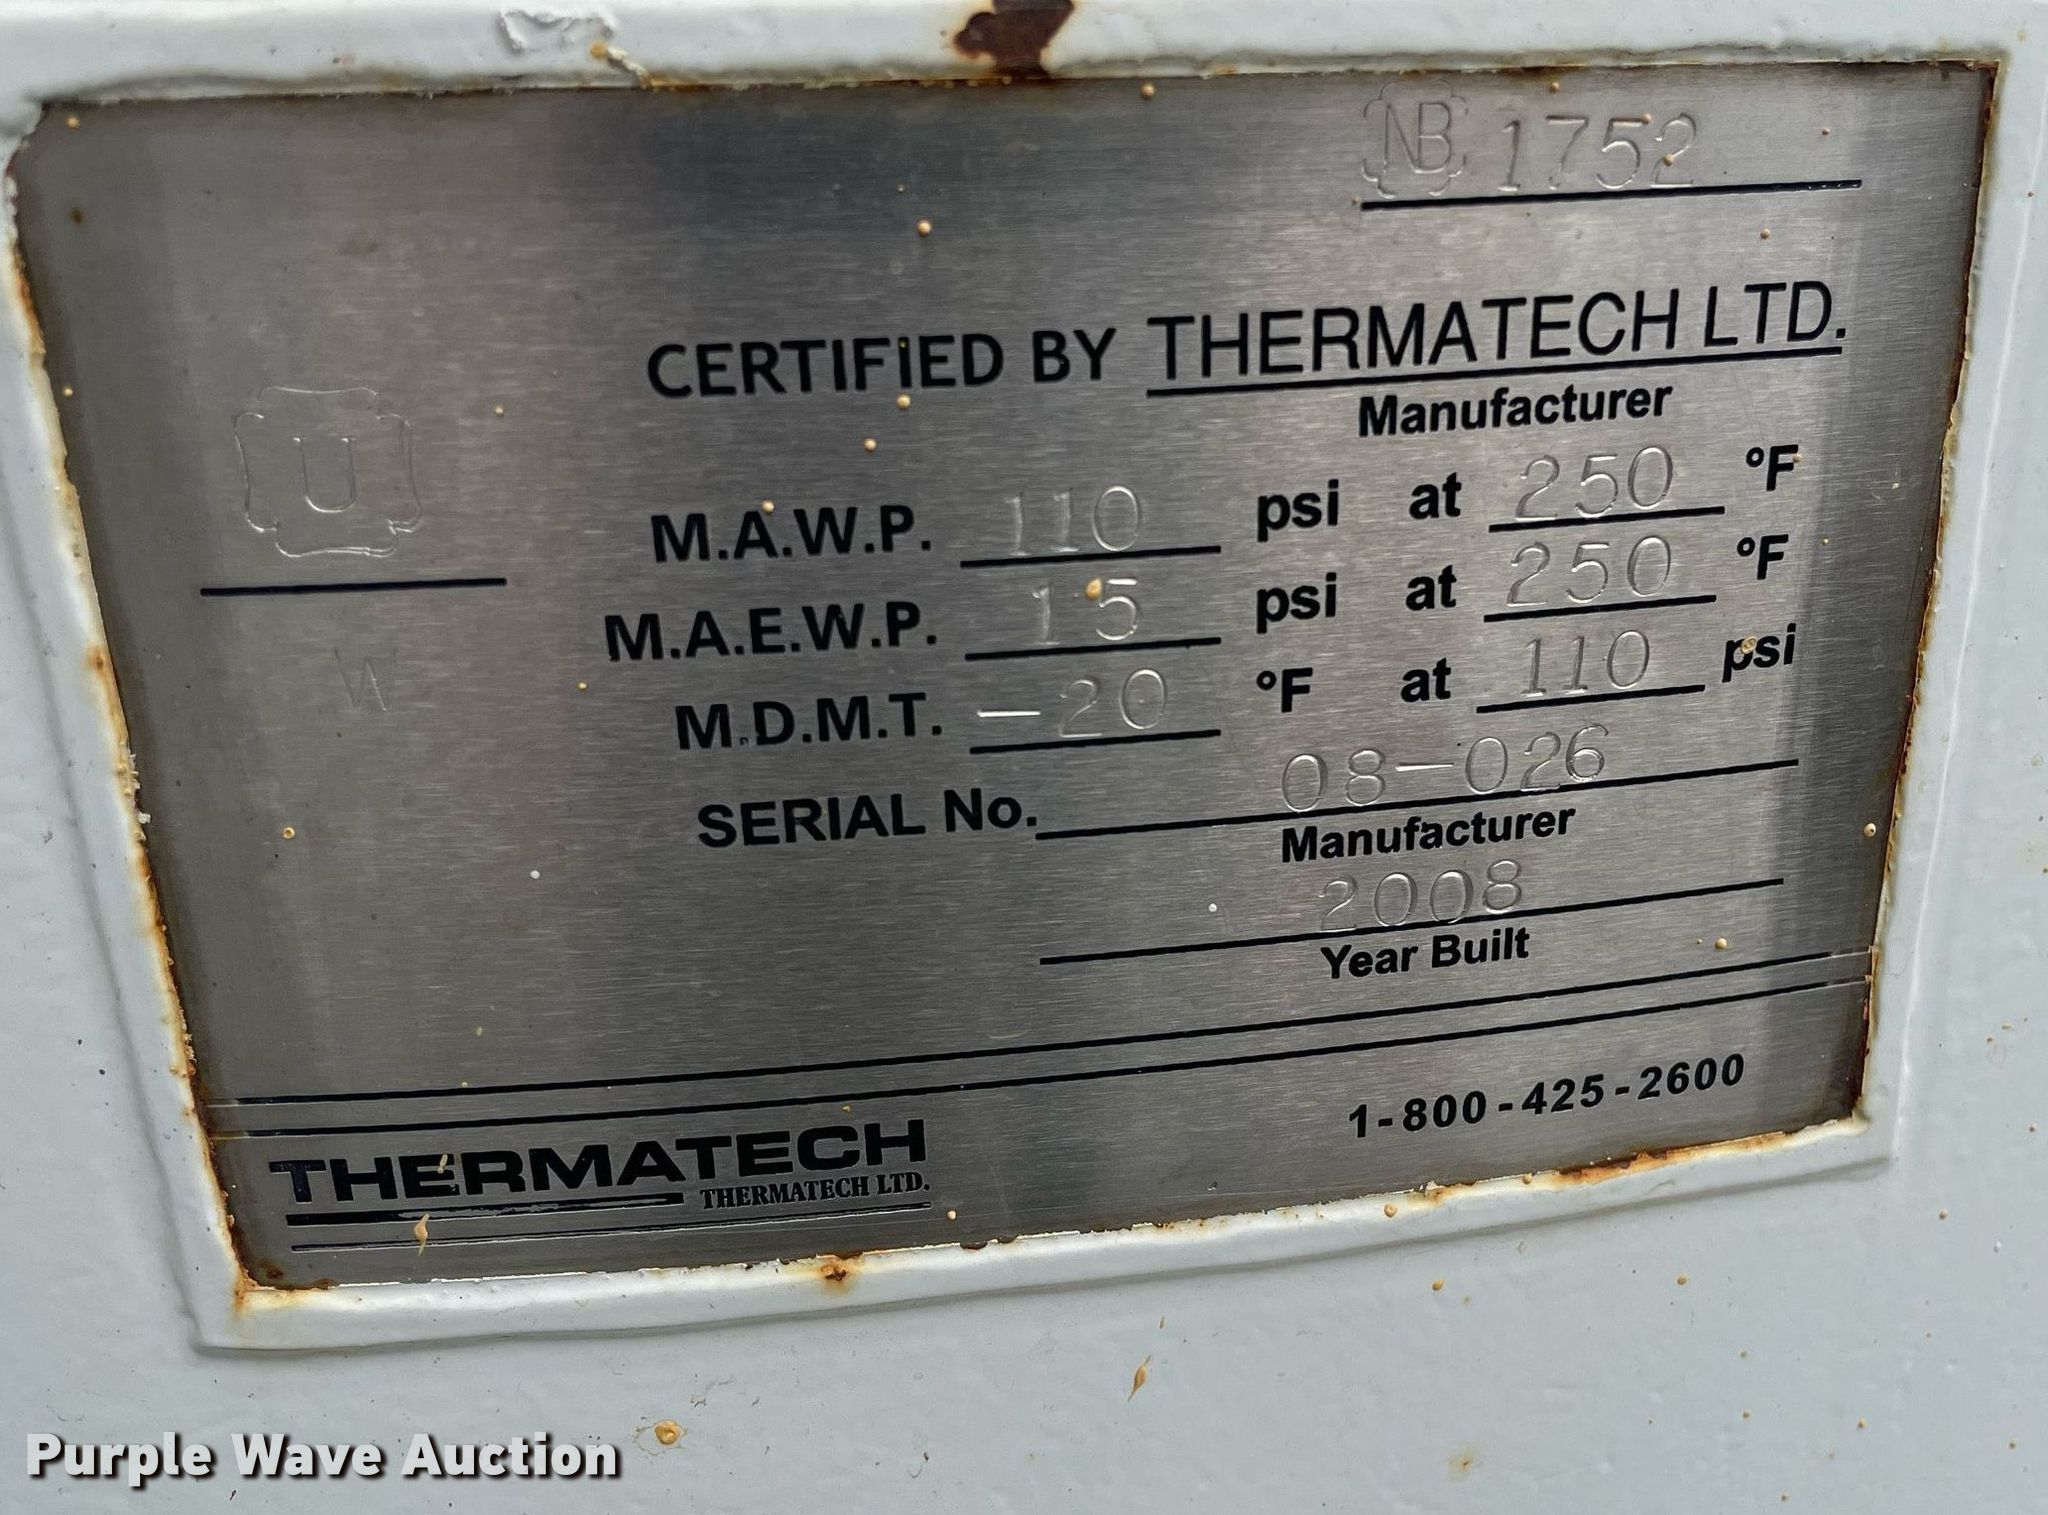 NB 1752
CERTIFIED BY THERMATECH LTD.
Manufacturer
U
M.A.W.P. 110 psi at 250 °F
M.A.E.W.P. 15 psi at 250 °F
W
M.D.M.T. -20 °F at 110 psi
SERIAL No. 08-026
Manufacturer
2008
Year Built
THERMATECH
THERMATECH LTD.
1-800-425-2600
Purple Wave Auction